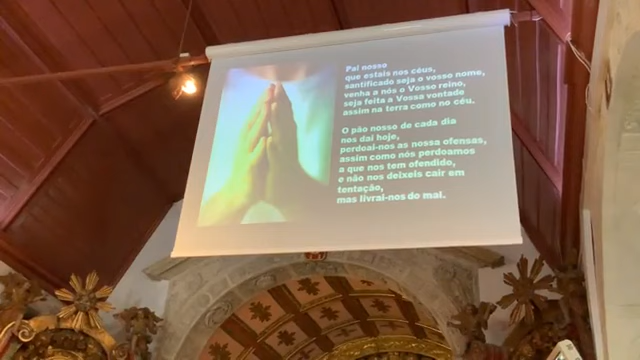 Pai nosso
que estais nos céus,
santificado seja o vosso nome,
venha a nós o Vosso reino,
seja feita a Vossa vontade
assim na terra como no céu.
O pão nosso de cada dia
nos dai hoje,
perdoai-nos as nossa ofensas,
assim como nós perdoamos
a que nos tem ofendido,
e não nos deixeis cair em
tentação,
mas livrai-nos do mal.